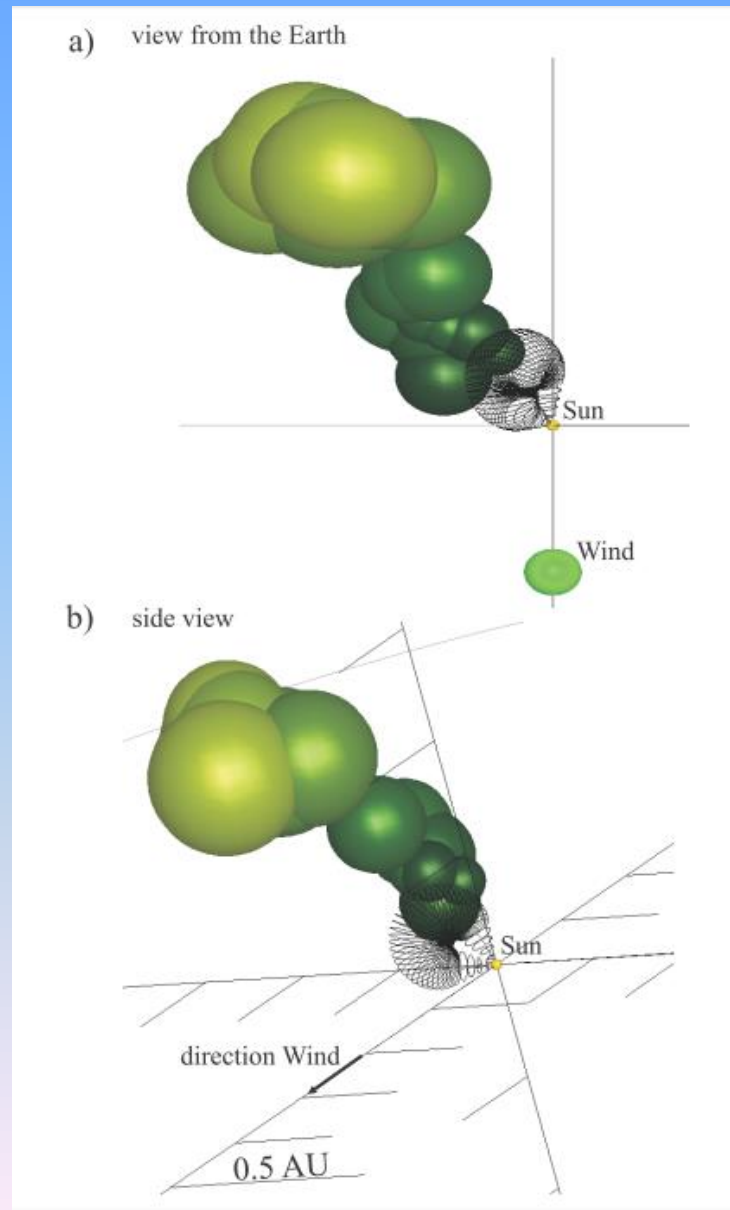 a) view from the Earth
Sun
Wind
b) side view
Sun
direction Wind
0.5 AU